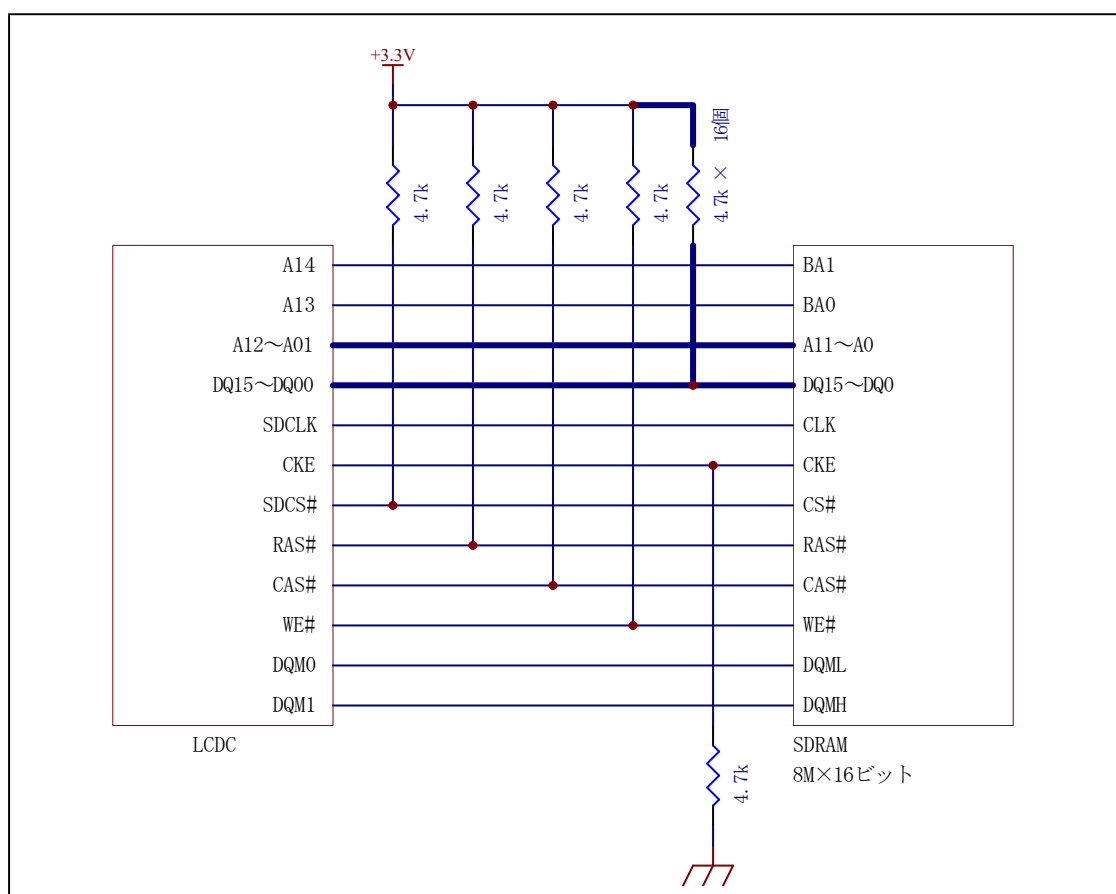 +3.3V
4.7k
4.7k
4.7k
4.7k
4.7k × 16個
A14
A13
A12～A01
DQ15～DQ00
SDCLK
CKE
SDCS#
RAS#
CAS#
WE#
DQM0
DQM1
LCDC
BA1
BA0
A11～A0
DQ15～DQ0
CLK
CKE
CS#
RAS#
CAS#
WE#
DQML
DQMH
SDRAM
8M×16ビット
4.7k